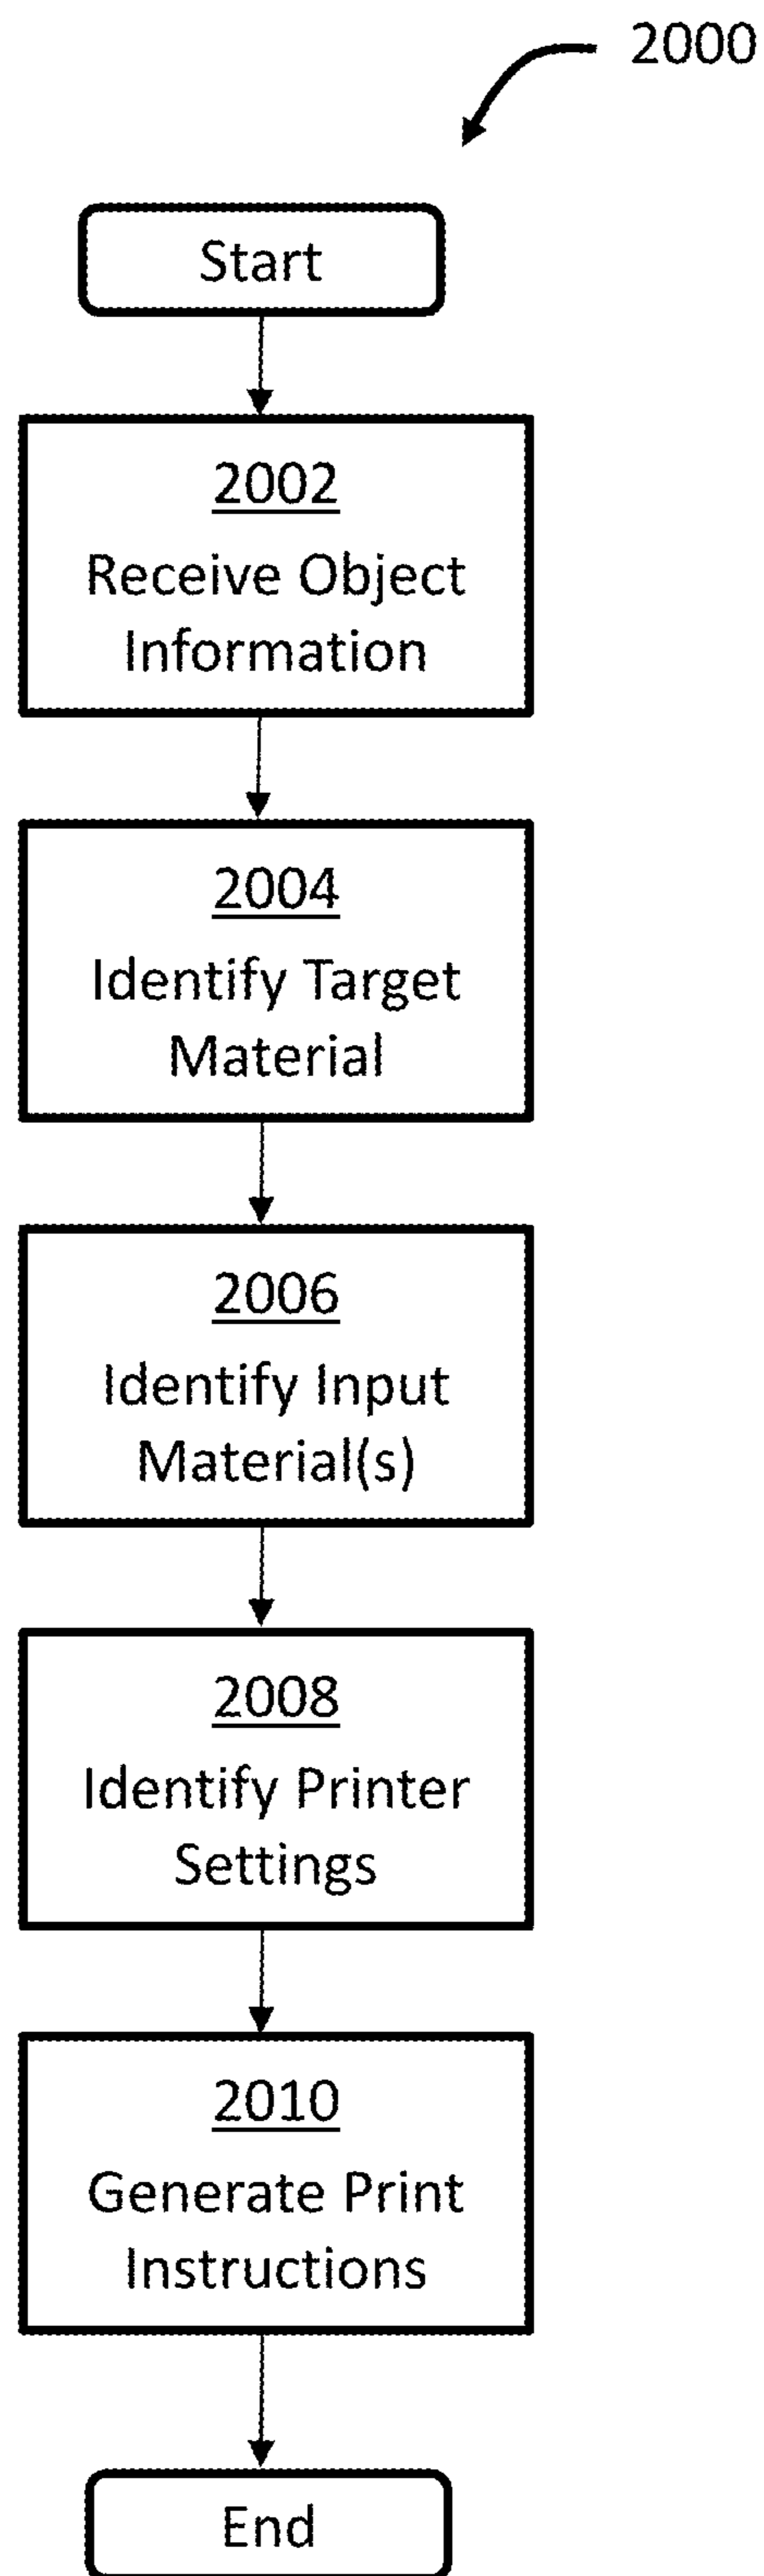 2000
Start
2002
Receive Object
Information
2004
Identify Target
Material
2006
Identify Input
Material(s)
2008
Identify Printer
Settings
2010
Generate Print
Instructions
End